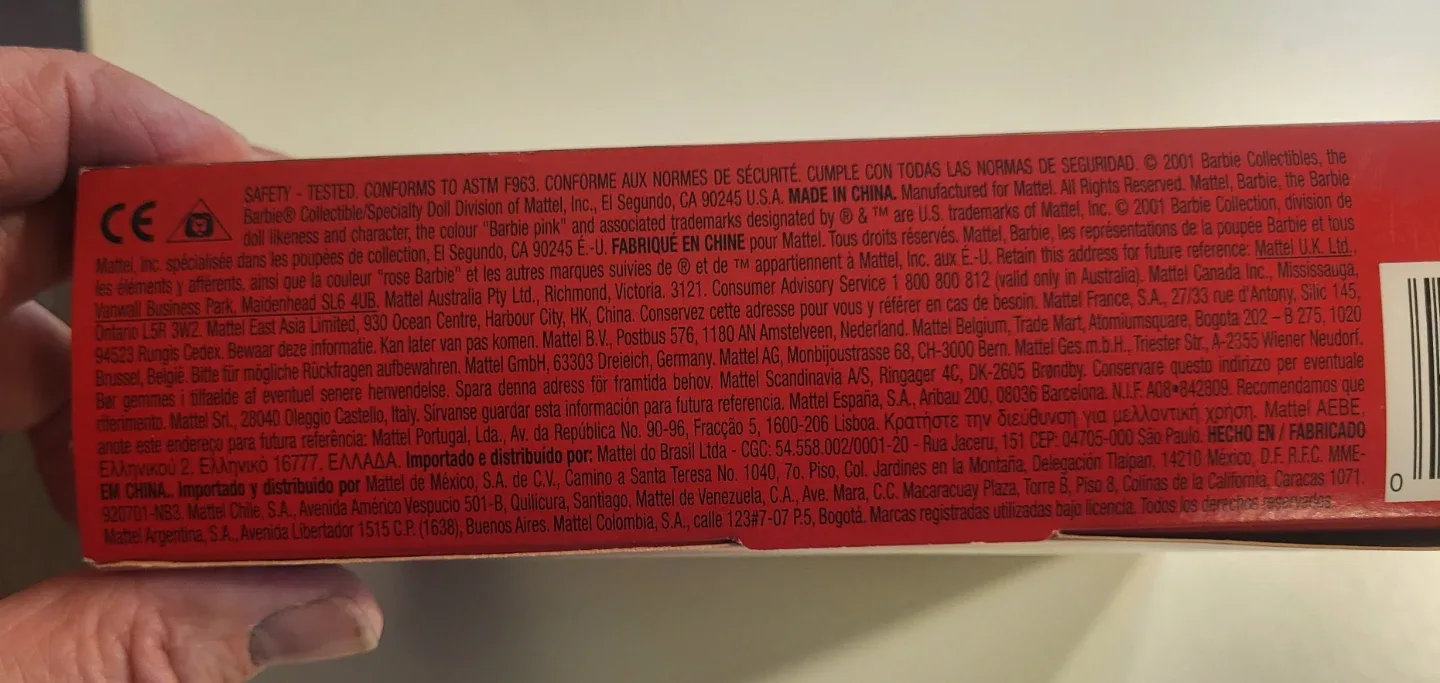 CE SAFETY - TESTED. CONFORMS TO ASTM F963. CONFORME AUX NORMES DE SÉCURITÉ. CUMPLE CON TODAS LAS NORMAS DE SEGURIDAD. © 2001 Barbie Collectibles, the
Barbie® Collectible/Specialty Doll Division of Mattel, Inc., El Segundo, CA 90245 U.S.A. MADE IN CHINA. Manufactured for Mattel. All Rights Reserved. Mattel, Barbie, the Barbie
doll likeness and character, the colour "Barbie pink" and associated trademarks designated by ® & ™ are U.S. trademarks of Mattel, Inc. © 2001 Barbie Collection, division de
Mattel, Inc. spécialisée dans les poupées de collection, El Segundo, CA 90245 É.-U. FABRIQUÉ EN CHINE pour Mattel. Tous droits réservés. Mattel, Barbie, les représentations de la poupée Barbie et tous
les éléments y afférents, ainsi que la couleur "rose Barbie" et les autres marques suivies de ® et de ™ appartiennent à Mattel, Inc. aux É.-U. Retain this address for future reference: Mattel U.K. Ltd.,
Vanwall Business Park, Maidenhead SL6 4UB. Mattel Australia Pty Ltd., Richmond, Victoria. 3121. Consumer Advisory Service 1 800 800 812 (valid only in Australia). Mattel Canada Inc., Mississauga,
Ontario L5R 3W2. Mattel East Asia Limited, 930 Ocean Centre, Harbour City, HK, China. Conservez cette adresse pour vous y référer en cas de besoin. Mattel France, S.A., 27/33 rue d'Antony, Silic 145,
94523 Rungis Cedex. Bewaar deze informatie. Kan later van pas komen. Mattel B.V., Postbus 576, 1180 AN Amstelveen, Nederland. Mattel Belgium, Trade Mart, Atomiumsquare, Bogota 202 – B 275, 1020
Brussel, België. Bitte für mögliche Rückfragen aufbewahren. Mattel GmbH, 63303 Dreieich, Germany. Mattel AG, Monbijoustrasse 68, CH-3000 Bern. Mattel Ges.m.b.H., Triester Str., A-2355 Wiener Neudorf.
Bør gemmes i tilfælde af eventuel senere henvendelse. Spara denna adress för framtida behov. Mattel Scandinavia A/S, Ringager 4C, DK-2605 Brøndby. Conservare questo indirizzo per eventuale
riferimento. Mattel Srl., 28040 Oleggio Castello, Italy. Sírvanse guardar esta información para futura referencia. Mattel España, S.A., Aribau 200. 08036 Barcelona. N.I.F. A08•842809. Recomendamos que
anote este endereço para futura referência: Mattel Portugal, Lda., Av. da República No. 90-96, Fracção 5, 1600-206 Lisboa. Κρατήστε την διεύθυνση για μελλοντική χρήση. Mattel AEBE,
Ελληνικού 2, Ελληνικό 16777, ΕΛΛΑΔΑ. Importado e distribuido por: Mattel do Brasil Ltda - CGC: 54.558.002/0001-20 - Rua Jaceru, 151 CEP: 04705-000 São Paulo. HECHO EN / FABRICADO
EM CHINA. Importado y distribuido por Mattel de México, S.A. de C.V., Camino a Santa Teresa No. 1040, 7o. Piso, Col. Jardines en la Montaña, Delegación Tlalpan, 14210 México, D.F. R.F.C. MME-
920701-NB3. Mattel Chile, S.A., Avenida Américo Vespucio 501-B, Quilicura, Santiago. Mattel de Venezuela, C.A., Ave. Mara, C.C. Macaracuay Plaza, Torre B, Piso 8, Colinas de la California, Caracas 1071.
Mattel Argentina, S.A., Avenida Libertador 1515 C.P. (1638), Buenos Aires. Mattel Colombia, S.A., calle 123#7-07 P.5, Bogotá. Marcas registradas utilizadas bajo licencia. Todos los derechos reservados.
0